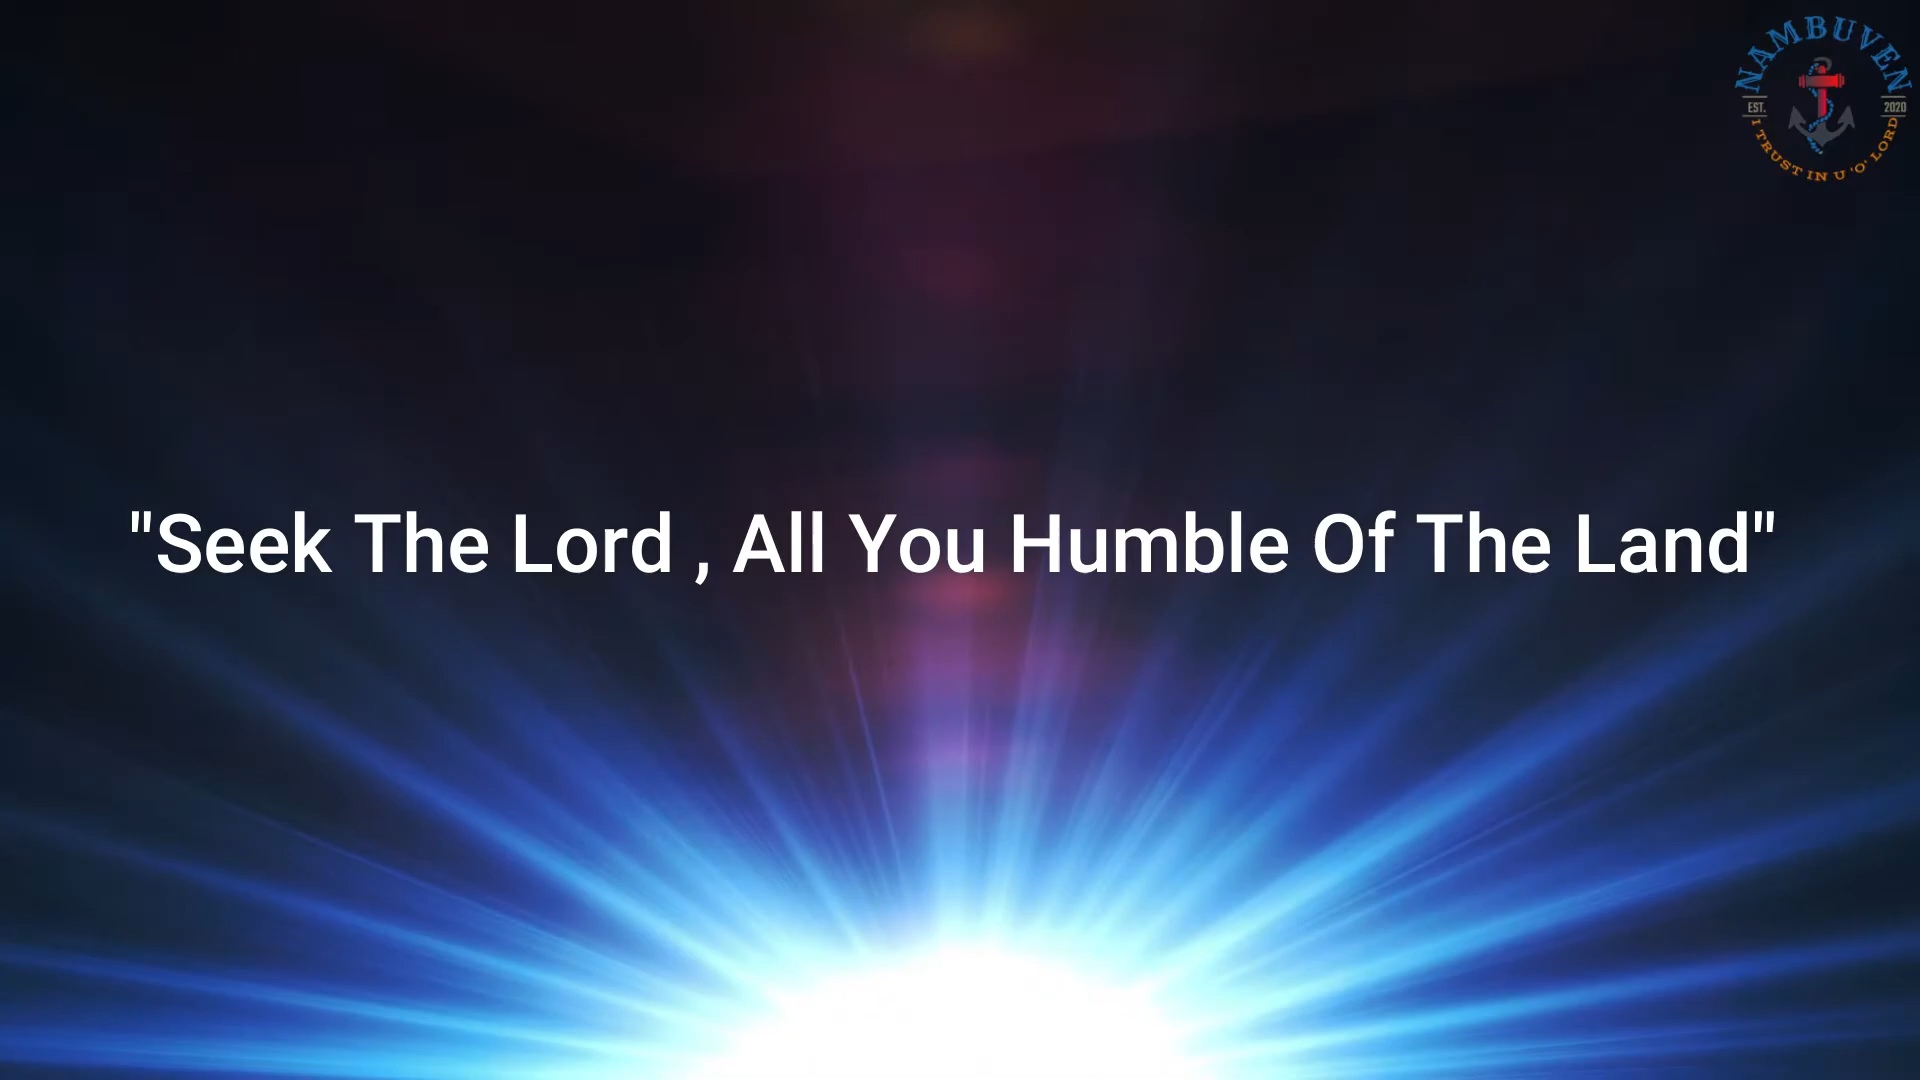 NAMBUVEN
EST. 2020
I TRUST IN U 'O' LORD
"Seek The Lord , All You Humble Of The Land"